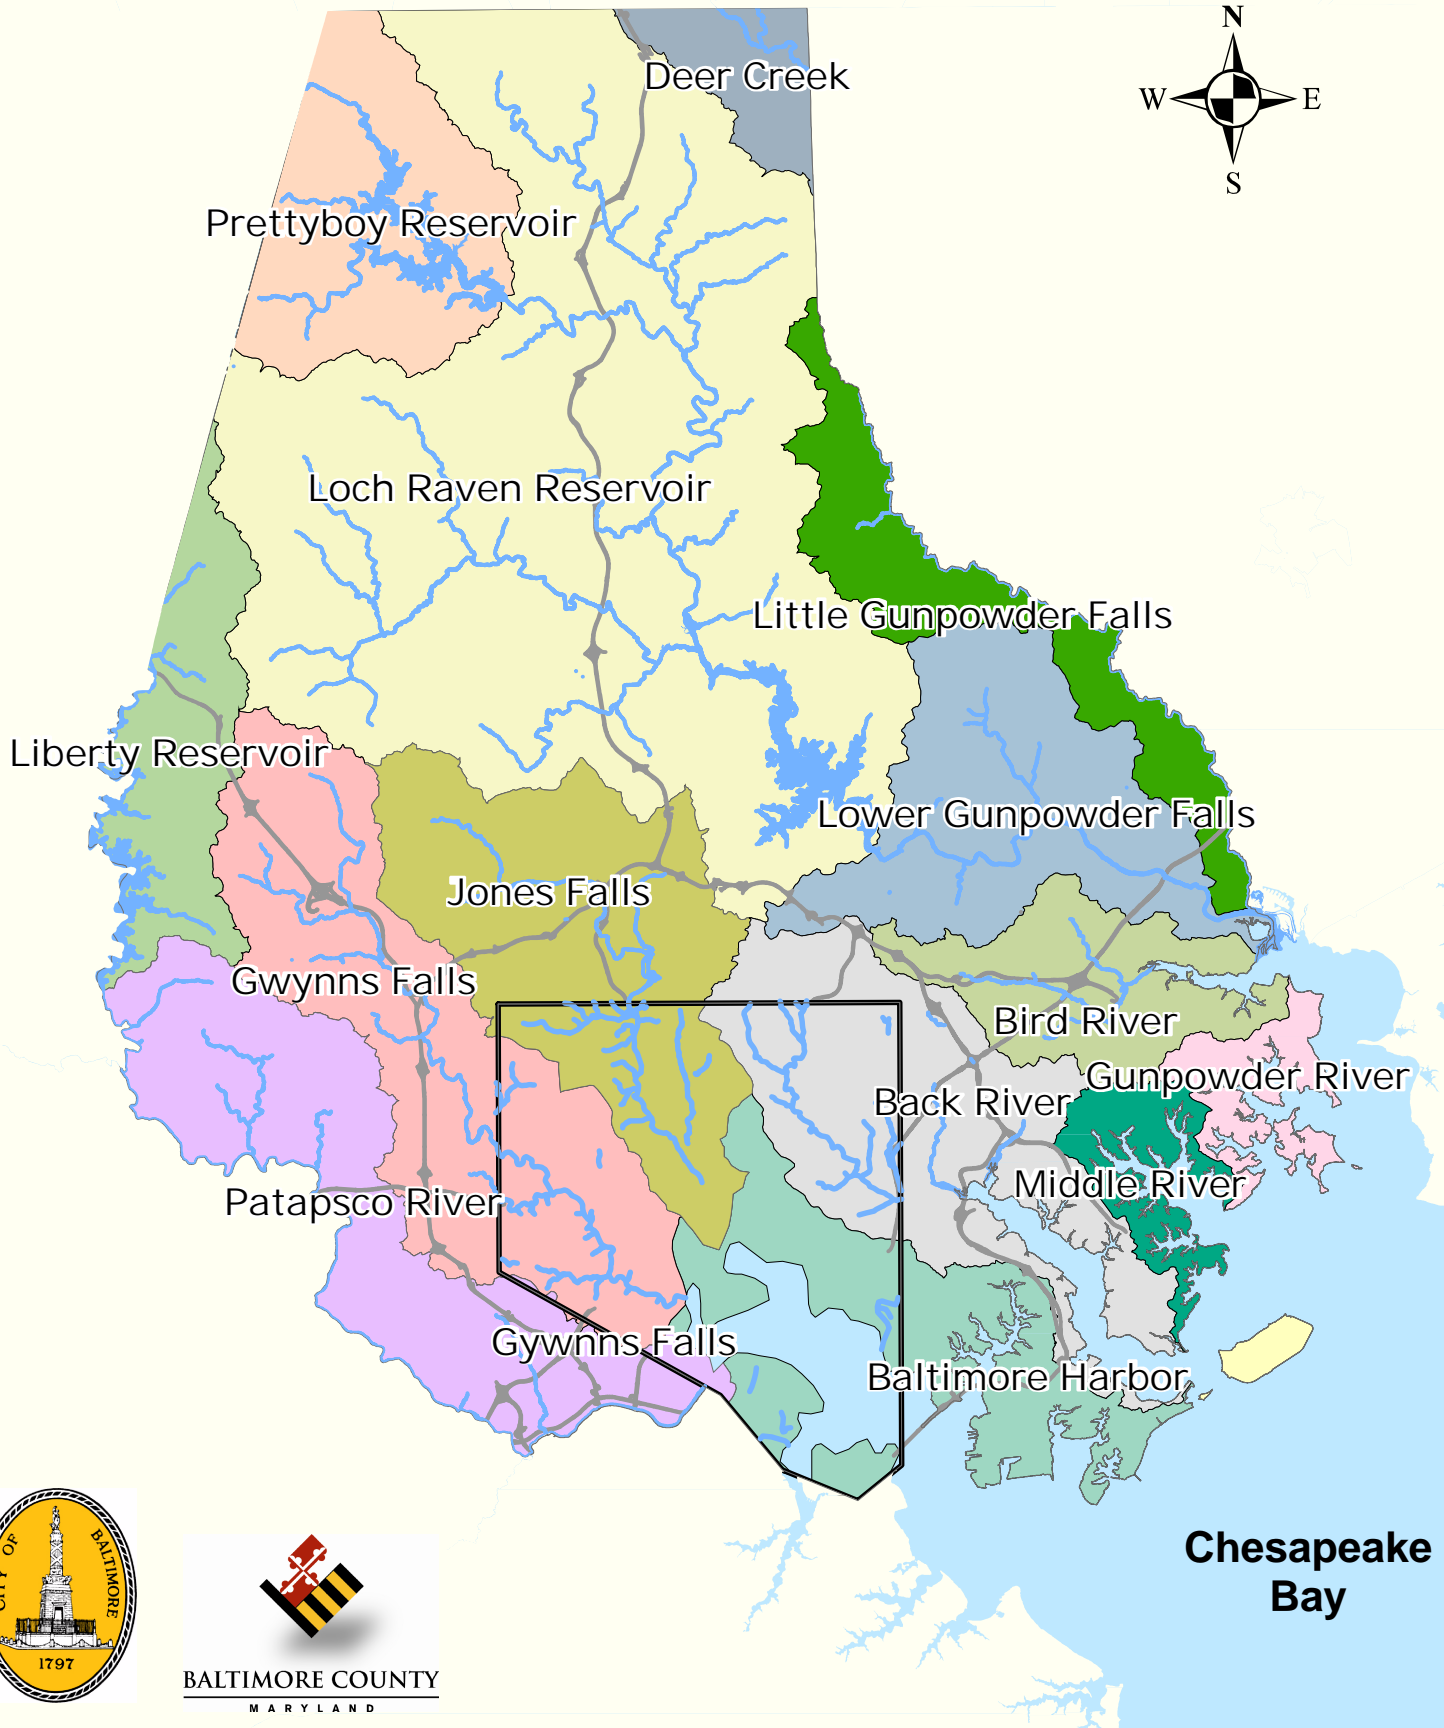 N
Deer Creek
W
E
S
Prettyboy Reservoir
Loch Raven Reservoir
Little Gunpowder Falls
Liberty Reservoir
Lower Gunpowder Falls
Jones Falls
Gwynns Falls
Bird River
Gunpowder River
Back River
Middle River
Patapsco River
Gywnns Falls
Baltimore Harbor
Chesapeake
Bay
CITY OF
BALTIMORE
1797
BALTIMORE COUNTY
MARYLAND